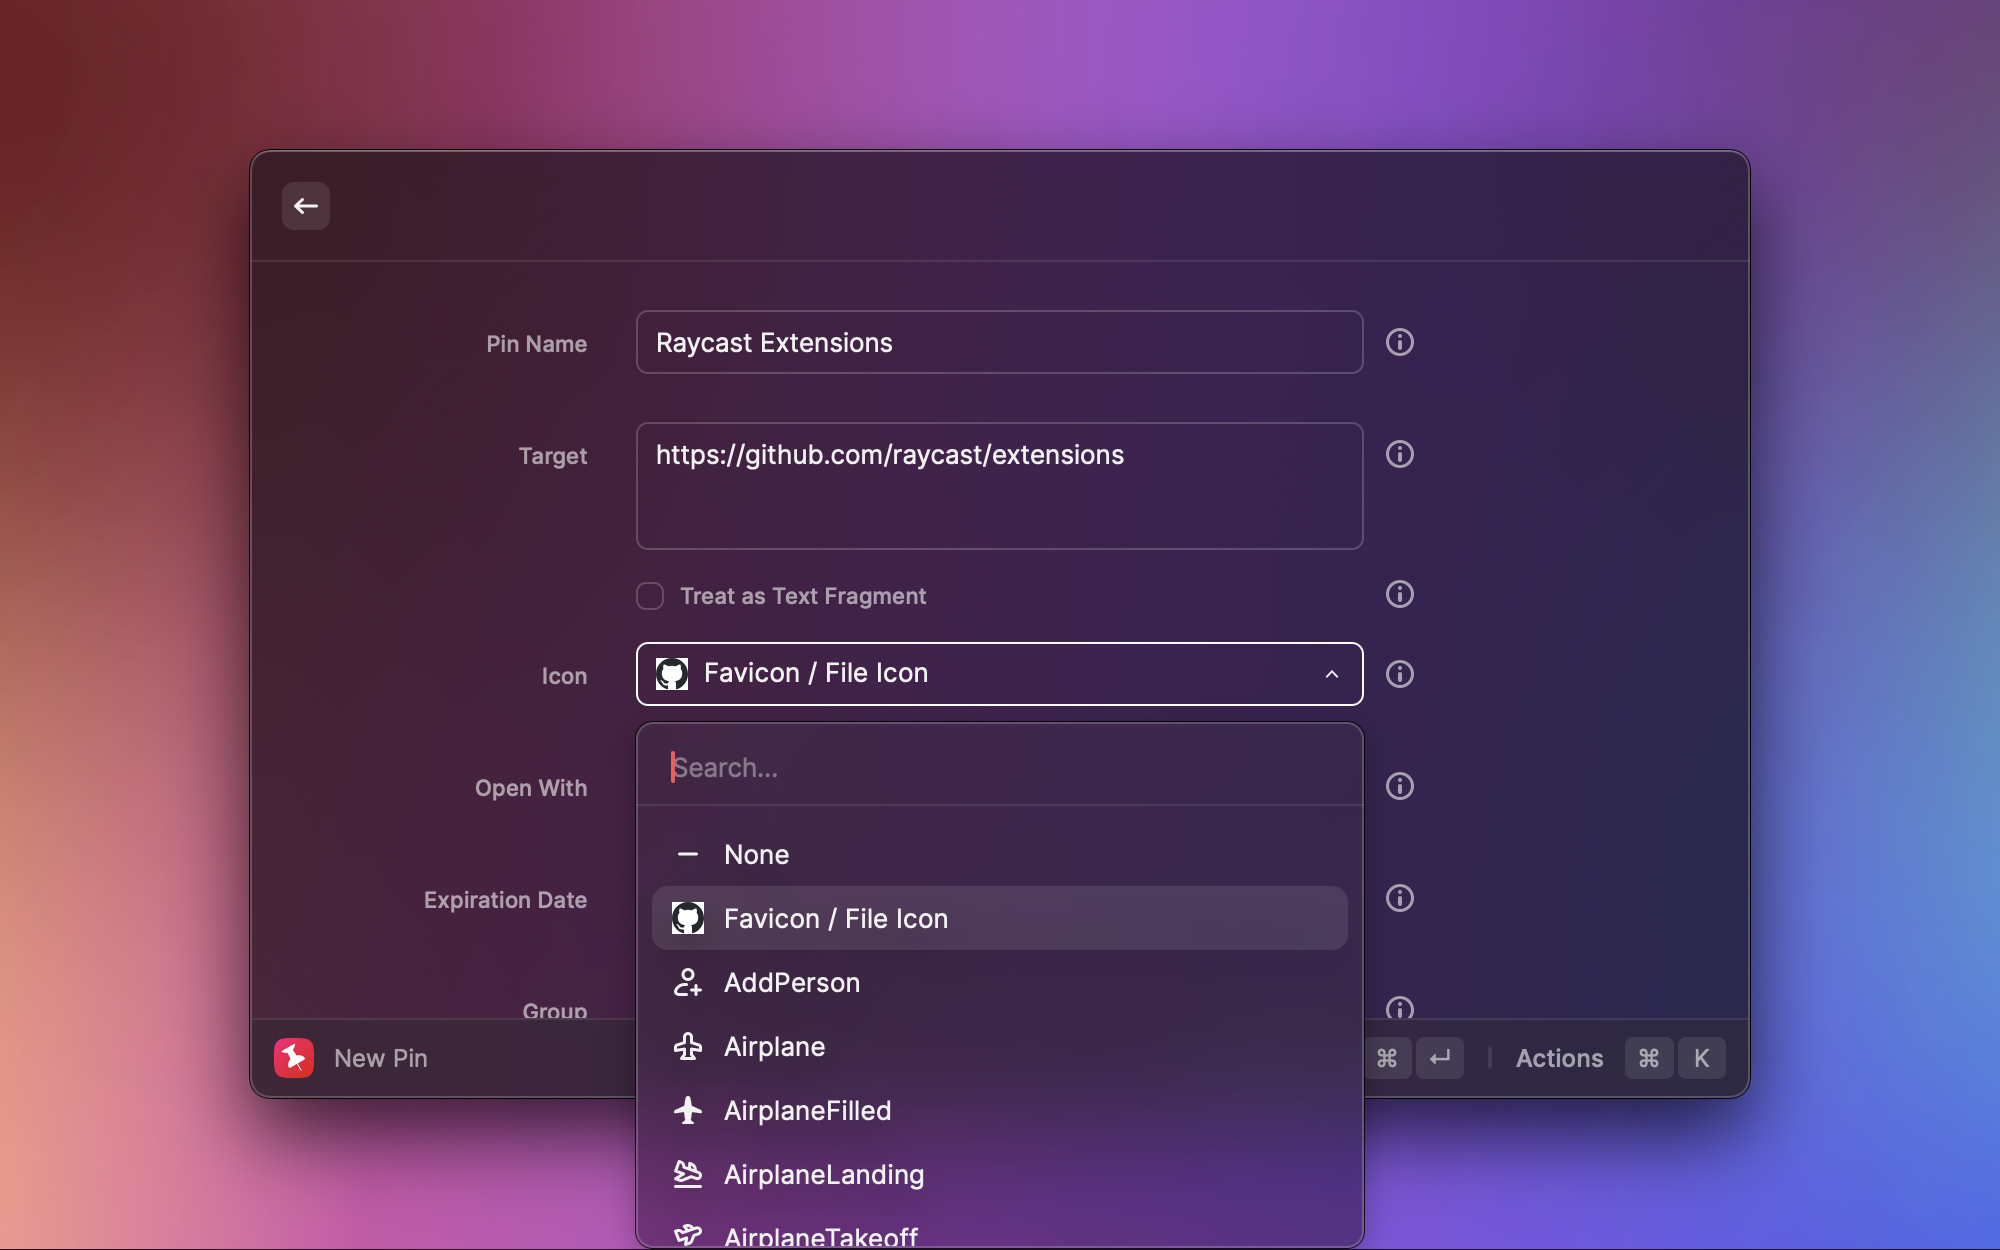 Pin Name
Raycast Extensions
Target
https://github.com/raycast/extensions
Treat as Text Fragment
Icon
Favicon / File Icon
Search...
Open With
None
Expiration Date
Favicon / File Icon
AddPerson
Group
Airplane
New Pin
⌘ ↵
Actions ⌘ K
AirplaneFilled
AirplaneLanding
AirplaneTakeoff